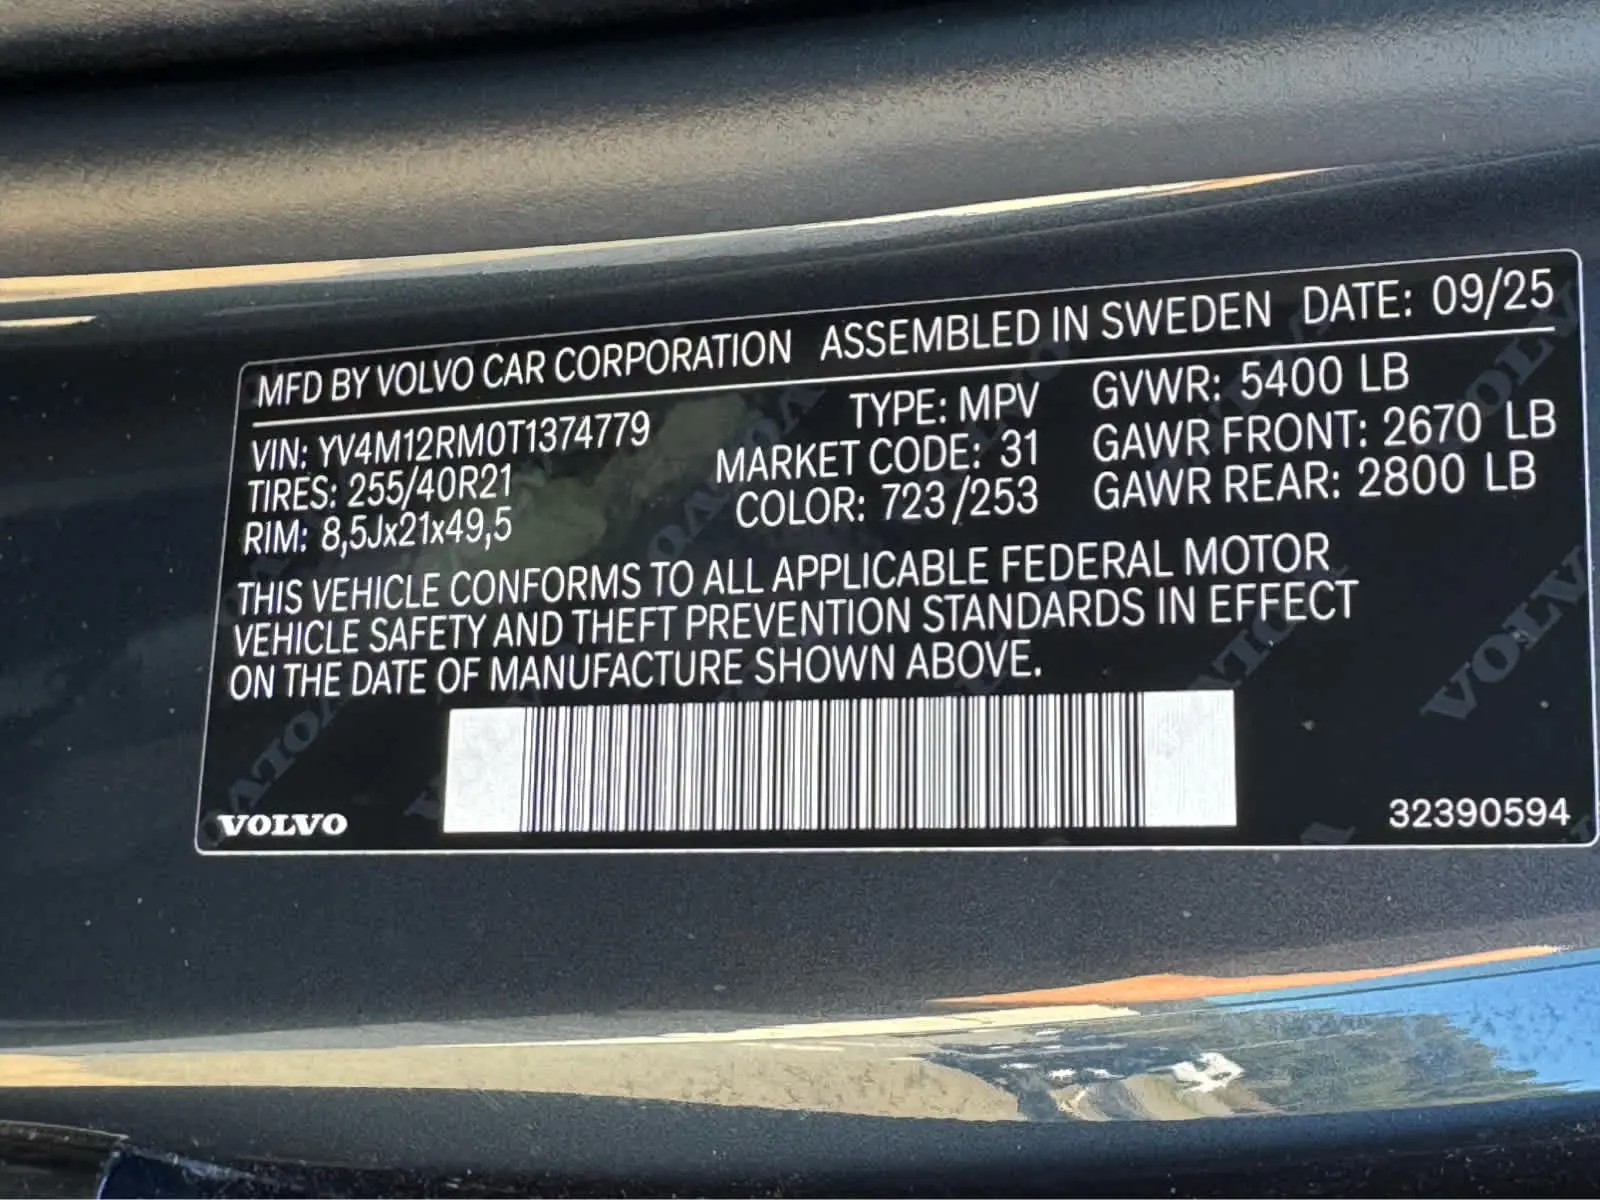 MFD BY VOLVO CAR CORPORATION ASSEMBLED IN SWEDEN DATE: 09/25
VIN: YV4M12RM0T1374779
TIRES: 255/40R21
RIM: 8,5Jx21x49,5
TYPE: MPV
MARKET CODE: 31
COLOR: 723/253
GVWR: 5400 LB
GAWR FRONT: 2670 LB
GAWR REAR: 2800 LB
THIS VEHICLE CONFORMS TO ALL APPLICABLE FEDERAL MOTOR
VEHICLE SAFETY AND THEFT PREVENTION STANDARDS IN EFFECT
ON THE DATE OF MANUFACTURE SHOWN ABOVE.
VOLVO
32390594